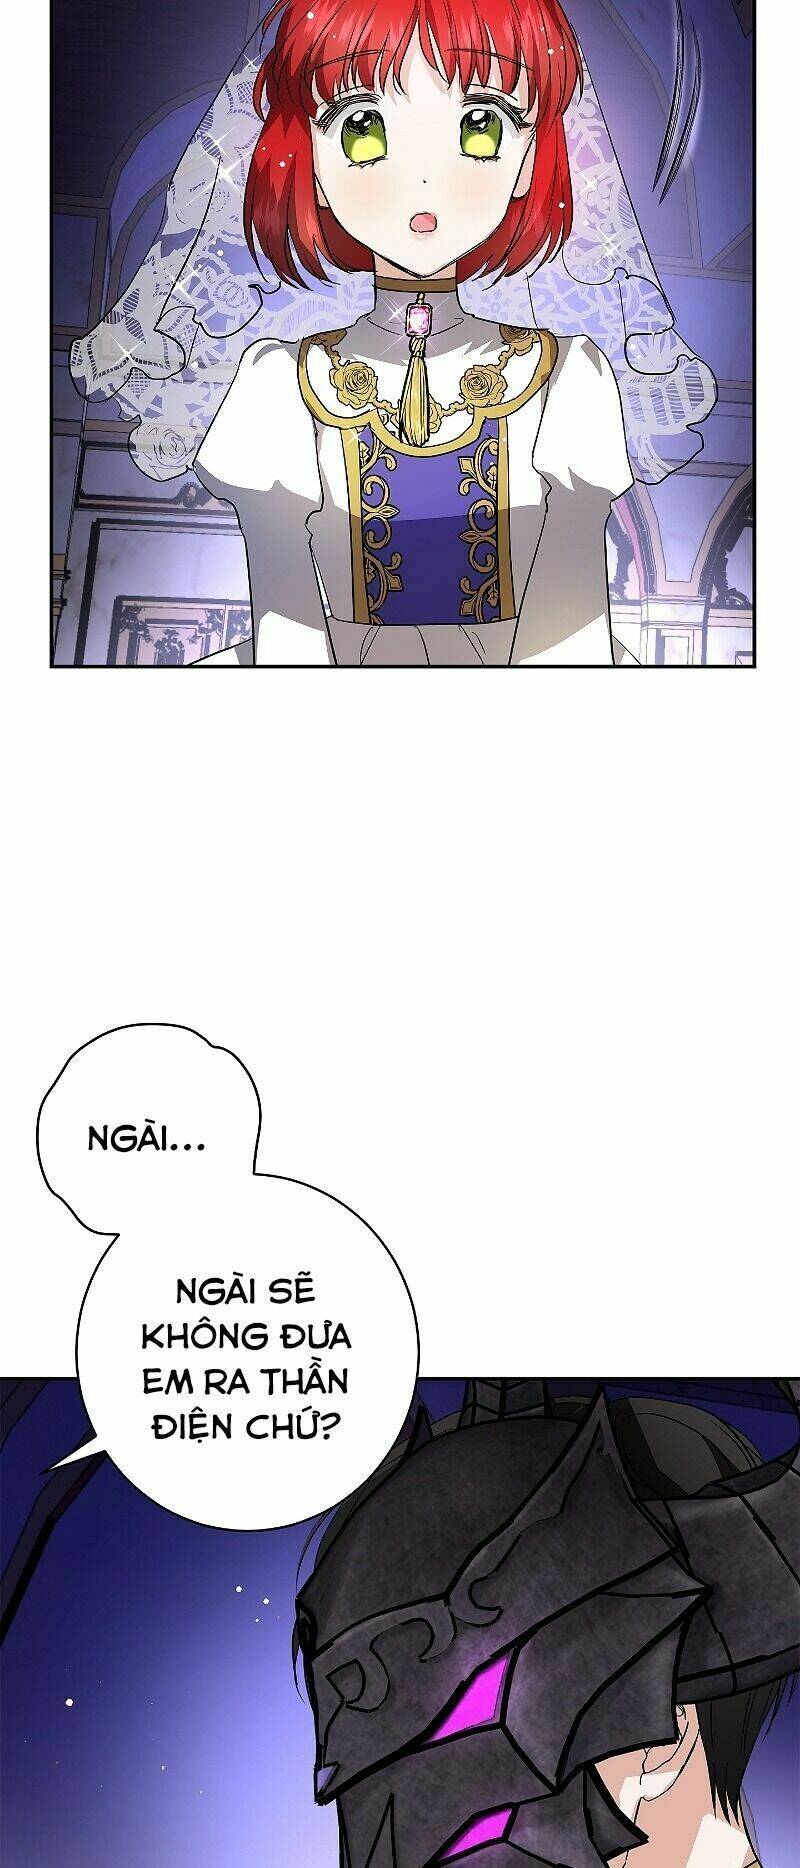 NGÀI...
NGÀI SẼ
KHÔNG ĐƯA
EM RA THẦN
ĐIỆN CHỨ?